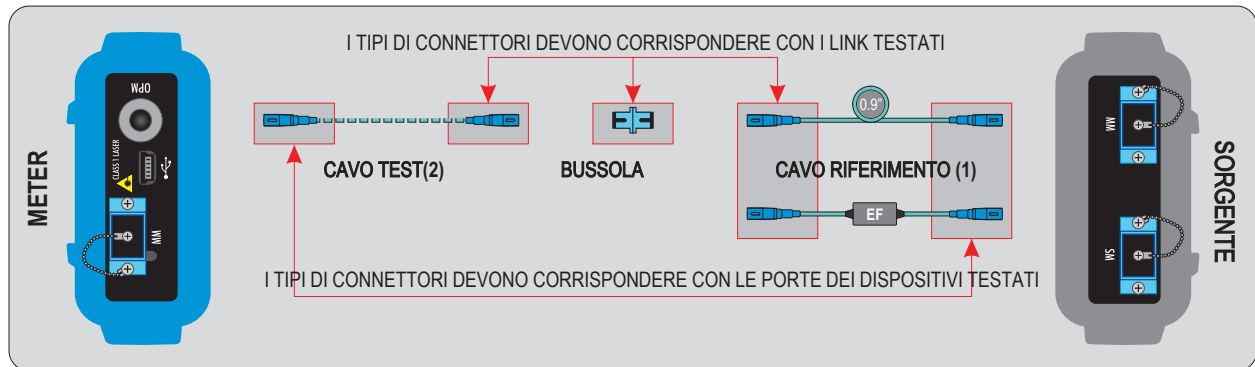 I TIPI DI CONNETTORI DEVONO CORRISPONDERE CON I LINK TESTATI
METER
OPM
CLASS 1 LASER
MM
0.9"
CAVO TEST(2)
BUSSOLA
CAVO RIFERIMENTO (1)
EF
MM
SM
SORGENTE
I TIPI DI CONNETTORI DEVONO CORRISPONDERE CON LE PORTE DEI DISPOSITIVI TESTATI